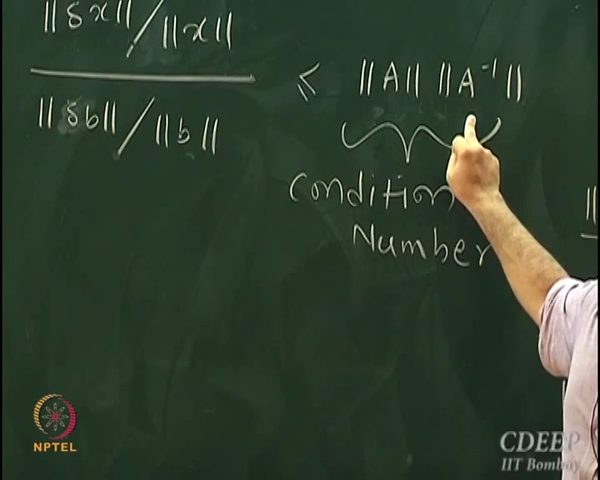 ||δx|| / ||x||
||δb|| / ||b||
≤ ||A|| ||A⁻¹||
Condition
Number
||
NPTEL
CDEEP
IIT Bombay